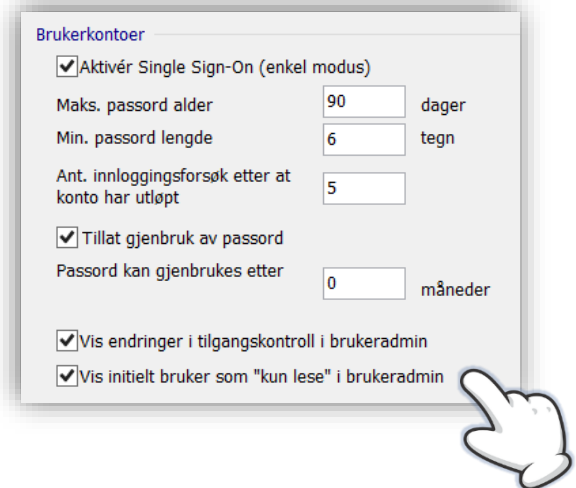 Brukerkontoer
Aktivér Single Sign-On (enkel modus)
Maks. passord alder 90 dager
Min. passord lengde 6 tegn
Ant. innloggingsforsøk etter at
konto har utløpt 5
Tillat gjenbruk av passord
Passord kan gjenbrukes etter 0 måneder
Vis endringer i tilgangskontroll i brukeradmin
Vis initielt bruker som "kun lese" i brukeradmin